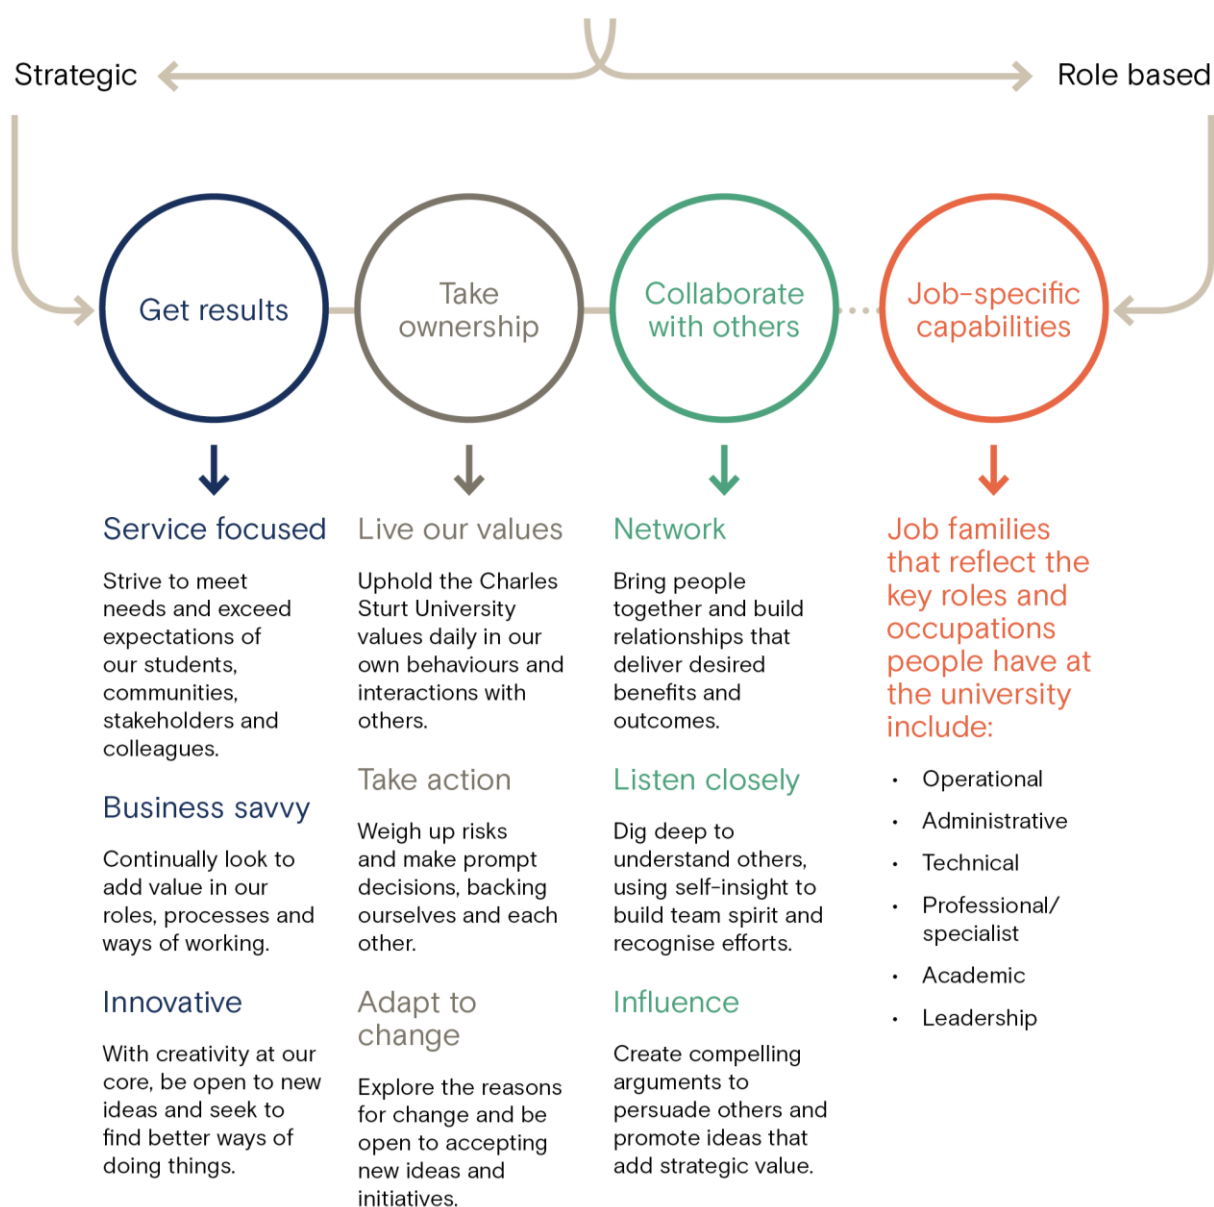 Strategic
Role based
Get results
Take
ownership
Collaborate
with others
Job-specific
capabilities
Service focused
Strive to meet
needs and exceed
expectations of
our students,
communities,
stakeholders and
colleagues.
Business savvy
Continually look to
add value in our
roles, processes and
ways of working.
Innovative
With creativity at our
core, be open to new
ideas and seek to
find better ways of
doing things.
Live our values
Uphold the Charles
Sturt University
values daily in our
own behaviours and
interactions with
others.
Take action
Weigh up risks
and make prompt
decisions, backing
ourselves and each
other.
Adapt to
change
Explore the reasons
for change and be
open to accepting
new ideas and
initiatives.
Network
Bring people
together and build
relationships that
deliver desired
benefits and
outcomes.
Listen closely
Dig deep to
understand others,
using self-insight to
build team spirit and
recognise efforts.
Influence
Create compelling
arguments to
persuade others and
promote ideas that
add strategic value.
Job families
that reflect the
key roles and
occupations
people have at
the university
include:
• Operational
• Administrative
• Technical
• Professional/
specialist
• Academic
• Leadership